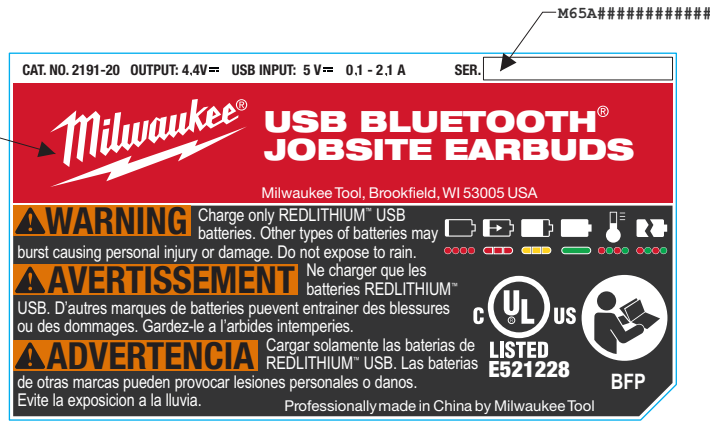 M65A############
CAT. NO. 2191-20 OUTPUT: 4,4V⎓ USB INPUT: 5 V⎓ 0,1 - 2,1 A SER.
Milwaukee®
USB BLUETOOTH®
JOBSITE EARBUDS
Milwaukee Tool, Brookfield, WI 53005 USA
WARNING Charge only REDLITHIUM™ USB
batteries. Other types of batteries may
burst causing personal injury or damage. Do not expose to rain.
AVERTISSEMENT Ne charger que les
batteries REDLITHIUM™
USB. D'autres marques de batteries puevent entrainer des blessures
ou des dommages. Gardez-le a l'arbides intemperies.
ADVERTENCIA Cargar solamente las baterias de
REDLITHIUM™ USB. Las baterias
de otras marcas pueden provocar lesiones personales o danos.
Evite la exposicion a la lluvia.
C UL® US
LISTED
E521228
BFP
Professionally made in China by Milwaukee Tool